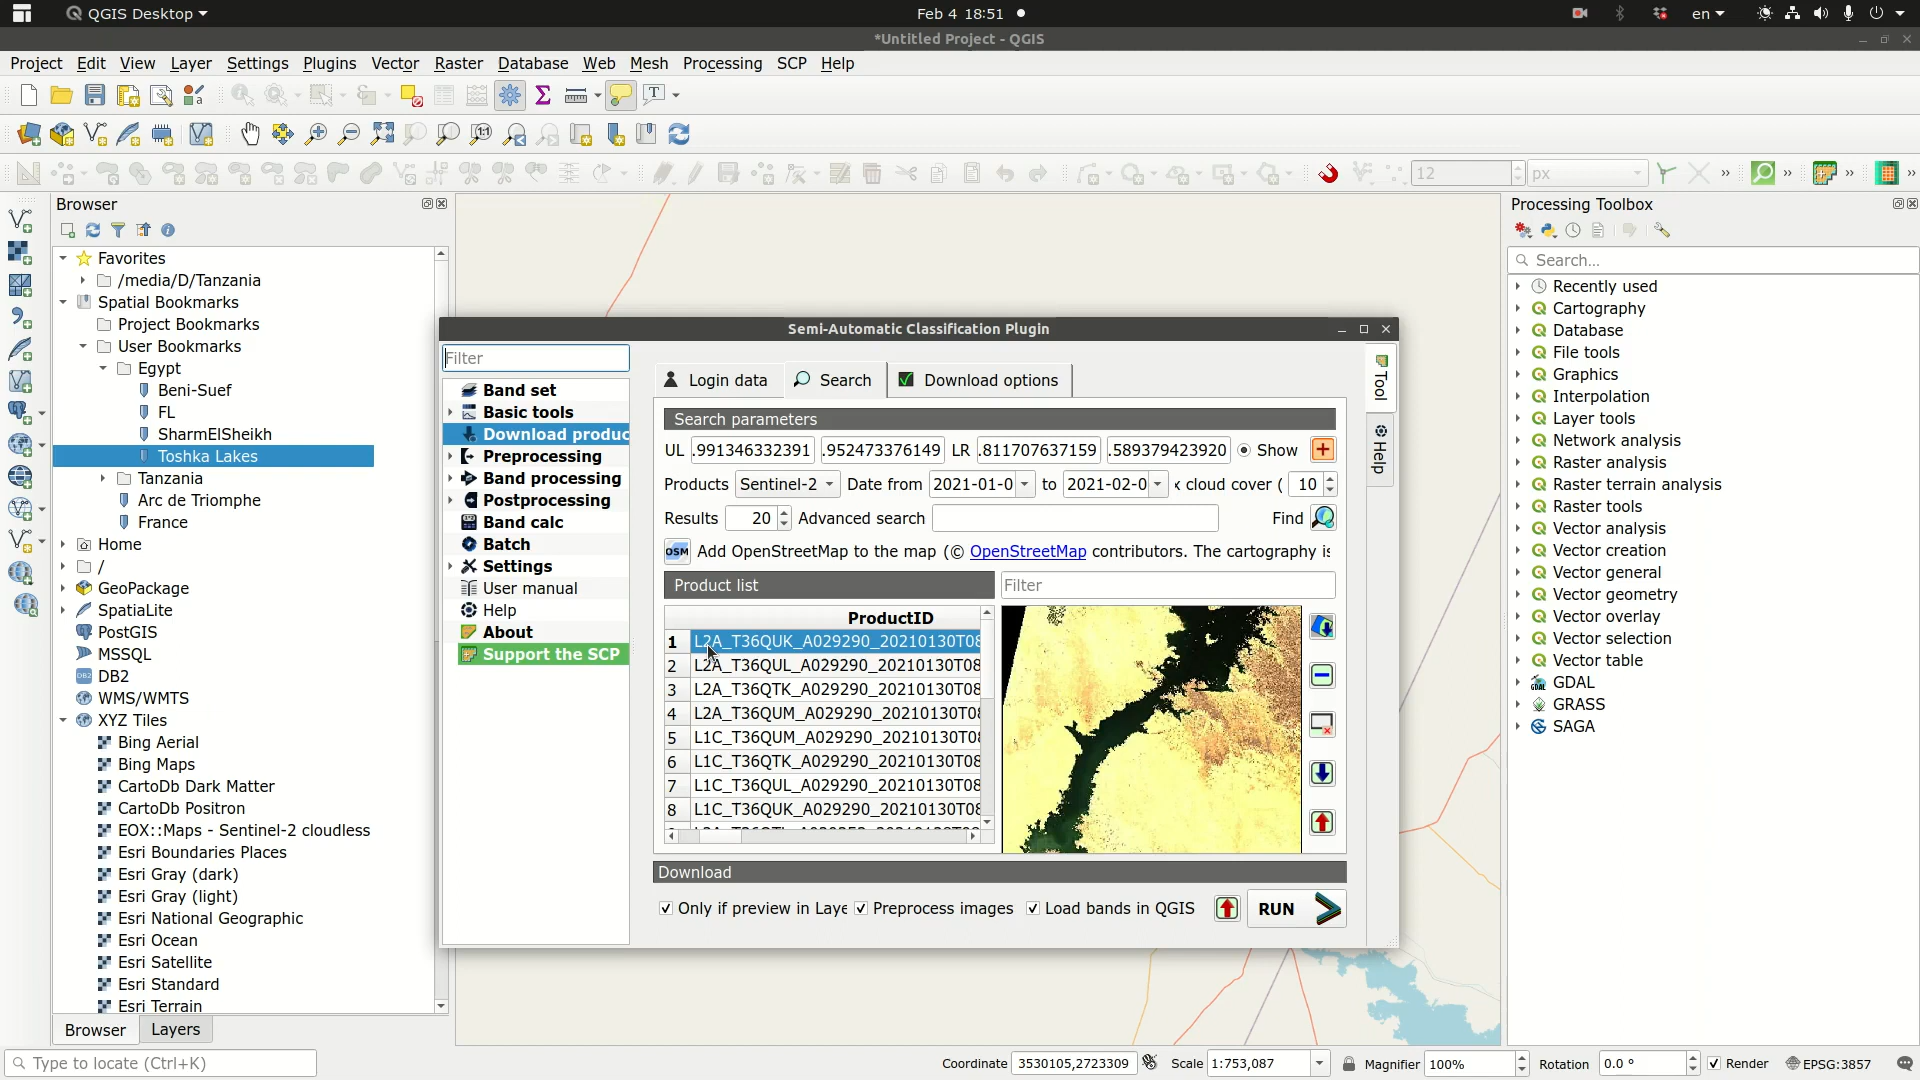 QGIS Desktop
Feb 4 18:51
en
*Untitled Project - QGIS
Project Edit View Layer Settings Plugins Vector Raster Database Web Mesh Processing SCP Help
12 px
Browser
Favorites
/media/D/Tanzania
Spatial Bookmarks
Project Bookmarks
User Bookmarks
Egypt
Beni-Suef
FL
SharmElSheikh
Toshka Lakes
Tanzania
Arc de Triomphe
France
Home
/
GeoPackage
SpatiaLite
PostGIS
MSSQL
DB2
WMS/WMTS
XYZ Tiles
Bing Aerial
Bing Maps
CartoDb Dark Matter
CartoDb Positron
EOX::Maps - Sentinel-2 cloudless
Esri Boundaries Places
Esri Gray (dark)
Esri Gray (light)
Esri National Geographic
Esri Ocean
Esri Satellite
Esri Standard
Esri Terrain
Browser Layers
Semi-Automatic Classification Plugin
Filter
Band set
Basic tools
Download produc
Preprocessing
Band processing
Postprocessing
Band calc
Batch
Settings
User manual
Help
About
Support the SCP
Login data Search Download options
Search parameters
UL .991346332391 .952473376149 LR .811707637159 .589379423920 Show
Products Sentinel-2 Date from 2021-01-0 to 2021-02-0 x cloud cover ( 10
Results 20 Advanced search Find
OSM Add OpenStreetMap to the map (© OpenStreetMap contributors. The cartography is
Product list Filter
ProductID
1 L2A_T36QUK_A029290_20210130T08
2 L2A_T36QUL_A029290_20210130T08
3 L2A_T36QTK_A029290_20210130T08
4 L2A_T36QUM_A029290_20210130T08
5 L1C_T36QUM_A029290_20210130T08
6 L1C_T36QTK_A029290_20210130T08
7 L1C_T36QUL_A029290_20210130T08
8 L1C_T36QUK_A029290_20210130T08
Download
Only if preview in Laye Preprocess images Load bands in QGIS RUN
Tool
Help
Processing Toolbox
Search...
Recently used
Cartography
Database
File tools
Graphics
Interpolation
Layer tools
Network analysis
Raster analysis
Raster terrain analysis
Raster tools
Vector analysis
Vector creation
Vector general
Vector geometry
Vector overlay
Vector selection
Vector table
GDAL
GRASS
SAGA
Type to locate (Ctrl+K)
Coordinate 3530105,2723309 Scale 1:753,087 Magnifier 100% Rotation 0.0 ° Render EPSG:3857